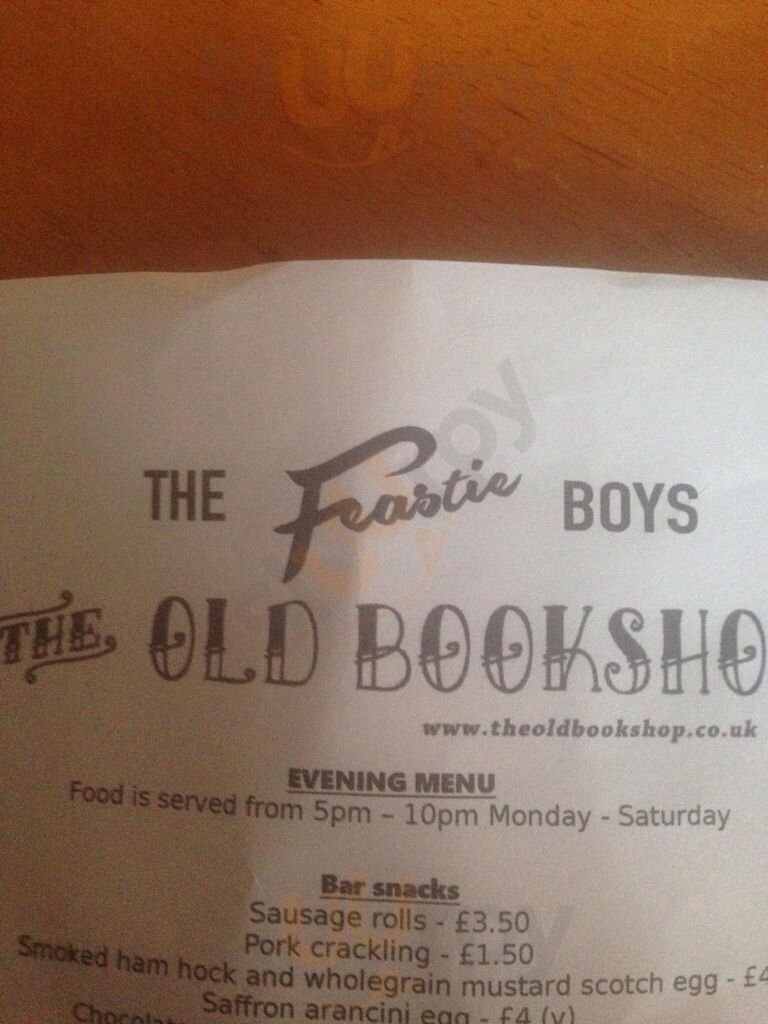 Sluurpy
THE Feastie BOYS
THE OLD BOOKSHO
www.theoldbookshop.co.uk
EVENING MENU
Food is served from 5pm – 10pm Monday - Saturday
Bar snacks
Sausage rolls - £3.50
Pork crackling - £1.50
Smoked ham hock and wholegrain mustard scotch egg - £4
Saffron arancini egg - £4 (v)